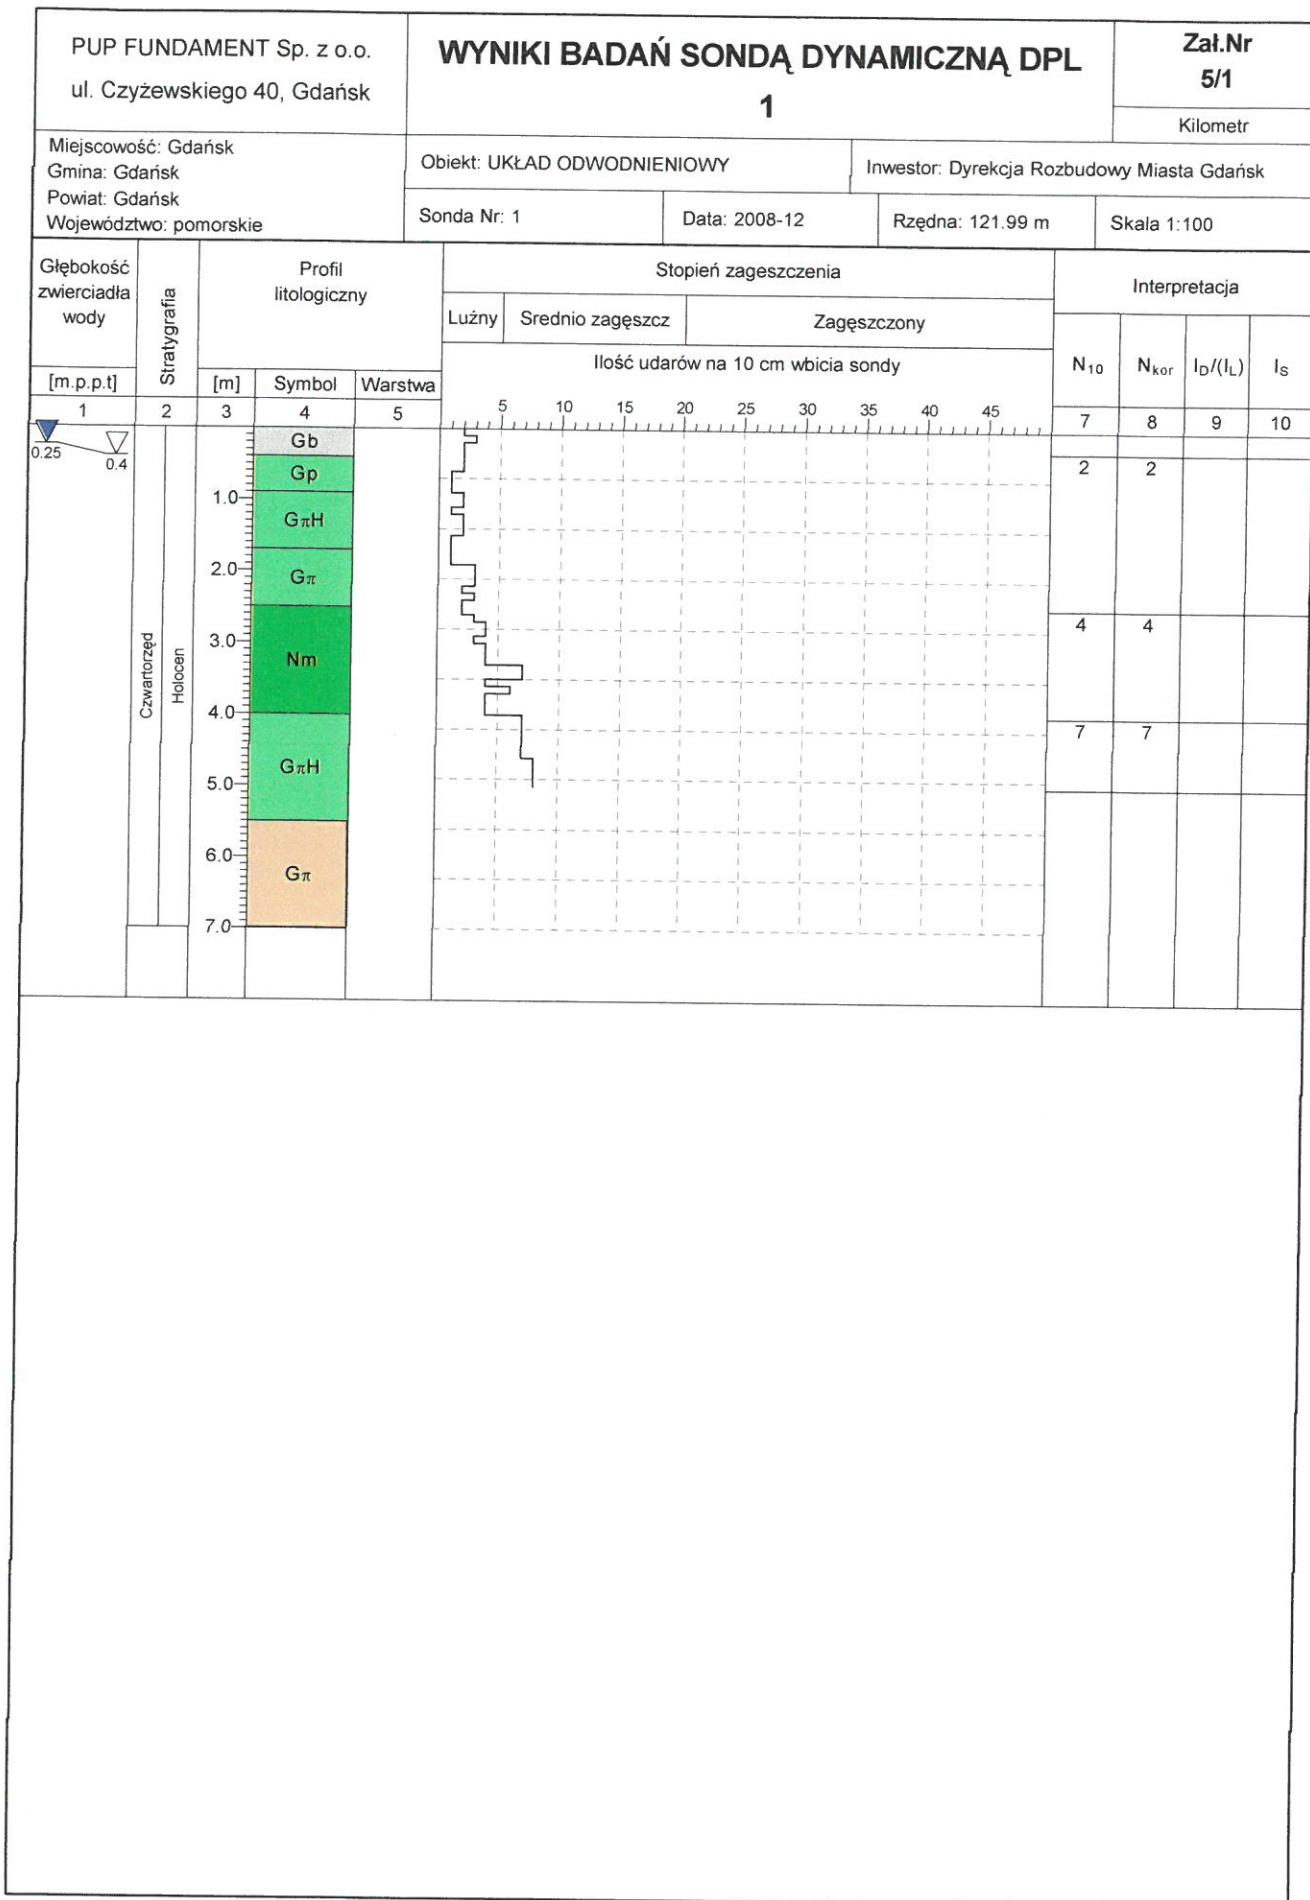 PUP FUNDAMENT Sp. z o.o.
ul. Czyżewskiego 40, Gdańsk
WYNIKI BADAŃ SONDĄ DYNAMICZNĄ DPL
1
Zał.Nr
5/1
Kilometr
Miejscowość: Gdańsk
Gmina: Gdańsk
Powiat: Gdańsk
Województwo: pomorskie
Obiekt: UKŁAD ODWODNIENIOWY
Inwestor: Dyrekcja Rozbudowy Miasta Gdańsk
Sonda Nr: 1
Data: 2008-12
Rzędna: 121.99 m
Skala 1:100
Głębokość
zwierciadła
wody
[m.p.p.t]
Stratygrafia
Profil
litologiczny
[m]
Symbol
Warstwa
Stopień zagęszczenia
Luźny
Srednio zagęszcz
Zagęszczony
Ilość udarów na 10 cm wbicia sondy
Interpretacja
N10
Nkor
ID/(IL)
IS
1
2
3
4
5
5 10 15 20 25 30 35 40 45
7
8
9
10
0.25
0.4
Gb
Gp
2
2
1.0
GπH
2.0
Gπ
3.0
4
4
Nm
Czwartorzęd
Holocen
4.0
7
7
GπH
5.0
6.0
Gπ
7.0